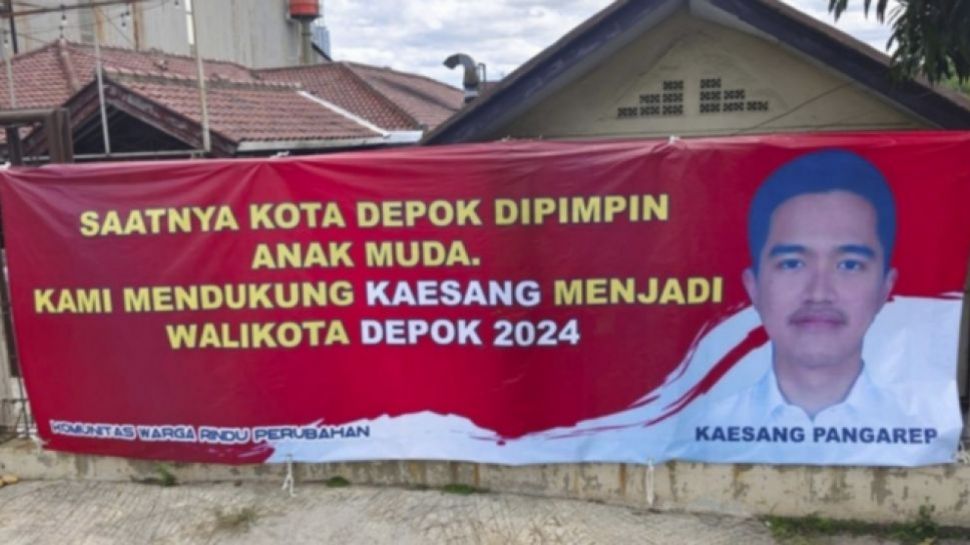 SAATNYA KOTA DEPOK DIPIMPIN
ANAK MUDA.
KAMI MENDUKUNG KAESANG MENJADI
WALIKOTA DEPOK 2024
KOMUNITAS WARGA RINDU PERUBAHAN
KAESANG PANGAREP